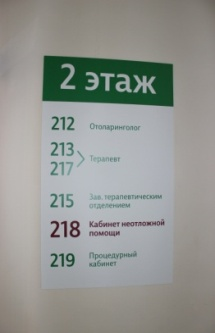 2 этаж
212 Отоларинголог
213
217 Терапевт
215 Зав. терапевтическим
отделением
218 Кабинет неотложной
помощи
219 Процедурный
кабинет